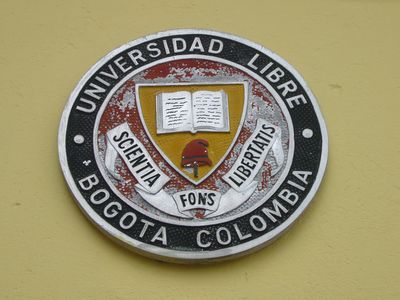 UNIVERSIDAD LIBRE
SCIENTIA
FONS
LIBERTATIS
BOGOTA COLOMBIA